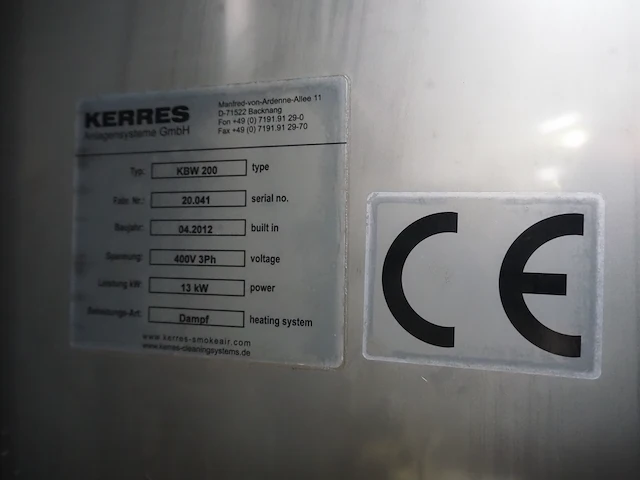 KERRES
Anlagensysteme GmbH
Manfred-von-Ardenne-Allee 11
D-71522 Backnang
Fon +49 (0) 7191.91 29-0
Fax +49 (0) 7191.91 29-70
Typ: KBW 200 type
Fabr. Nr.: 20.041 serial no.
Baujahr: 04.2012 built in
Spannung: 400V 3Ph voltage
Leistung kW: 13 kW power
Beheizungs-Art: Dampf heating system
www.kerres-smokeair.com
www.kerres-cleaningsystems.de
CE